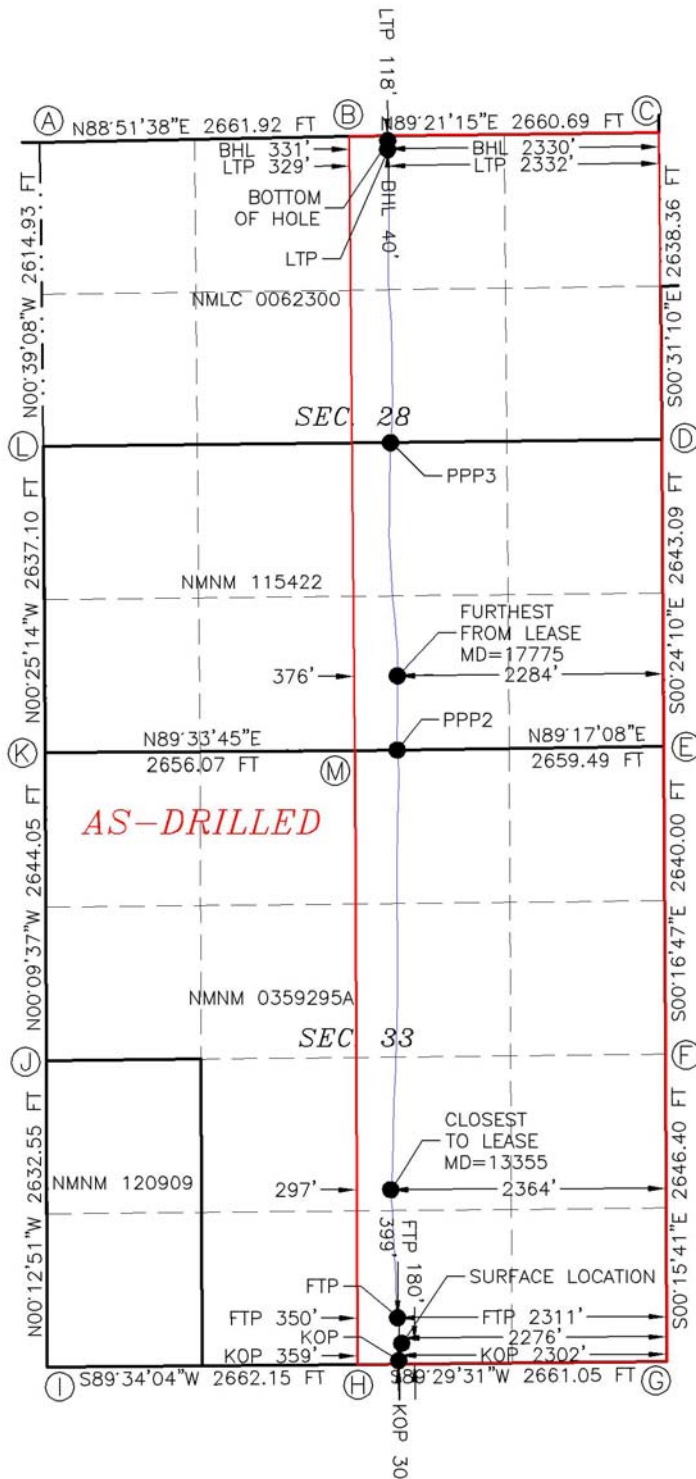 LTP 118'
A
B
C
N88°51'38"E 2661.92 FT
N89°21'15"E 2660.69 FT
BHL 331'
BHL 2330'
LTP 329'
LTP 2332'
BOTTOM
OF HOLE
BHL 40'
LTP
N00°39'08"W 2614.93 FT
S00°31'10"E 2638.36 FT
NMLC 0062300
SEC. 28
L
D
PPP3
N00°25'14"W 2637.10 FT
S00°24'10"E 2643.09 FT
NMNM 115422
FURTHEST
FROM LEASE
MD=17775
376'
2284'
PPP2
N89°33'45"E
2656.07 FT
N89°17'08"E
2659.49 FT
K
M
E
AS-DRILLED
N00°09'37"W 2644.05 FT
S00°16'47"E 2640.00 FT
NMNM 0359295A
SEC. 33
J
F
CLOSEST
TO LEASE
MD=13355
NMNM 120909
297'
2364'
N00°12'51"W 2632.55 FT
S00°15'41"E 2646.40 FT
399'
FTP 180'
FTP
SURFACE LOCATION
FTP 350'
FTP 2311'
KOP
2276'
KOP 359'
KOP 2302'
I
H
G
S89°34'04"W 2662.15 FT
S89°29'31"W 2661.05 FT
KOP 30